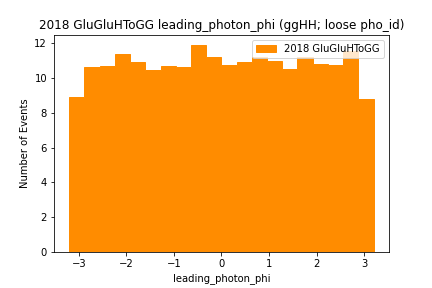 2018 GluGluHToGG leading_photon_phi (ggHH; loose pho_id)
2018 GluGluHToGG
Number of Events
12
10
8
6
4
2
0
−3 −2 −1 0 1 2 3
leading_photon_phi